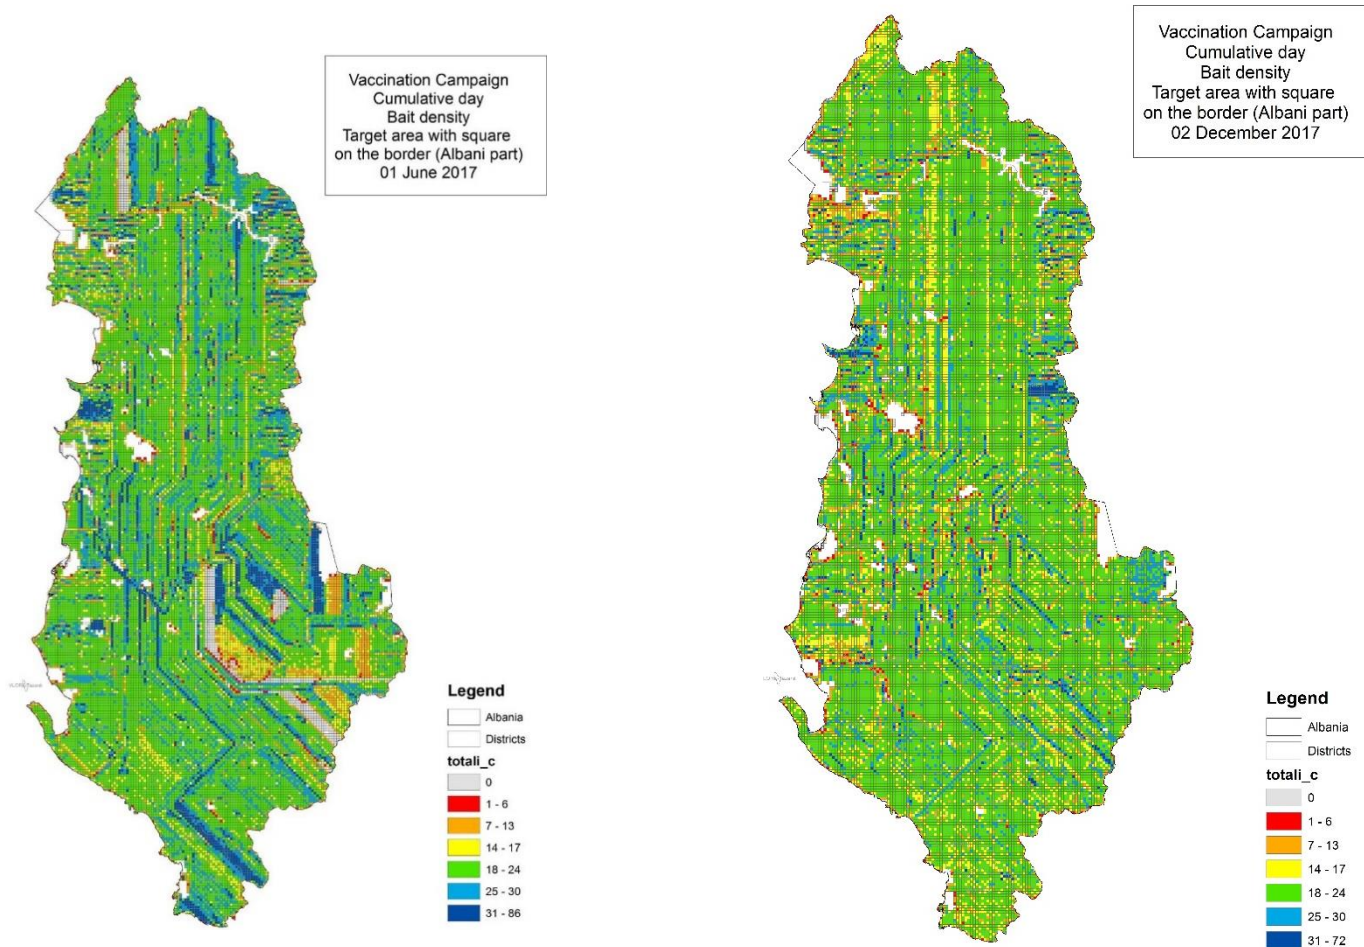 Vaccination Campaign
Cumulative day
Bait density
Target area with square
on the border (Albani part)
01 June 2017
Legend
Albania
Districts
totali_c
0
1 - 6
7 - 13
14 - 17
18 - 24
25 - 30
31 - 86
Vaccination Campaign
Cumulative day
Bait density
Target area with square
on the border (Albani part)
02 December 2017
Legend
Albania
Districts
totali_c
0
1 - 6
7 - 13
14 - 17
18 - 24
25 - 30
31 - 72